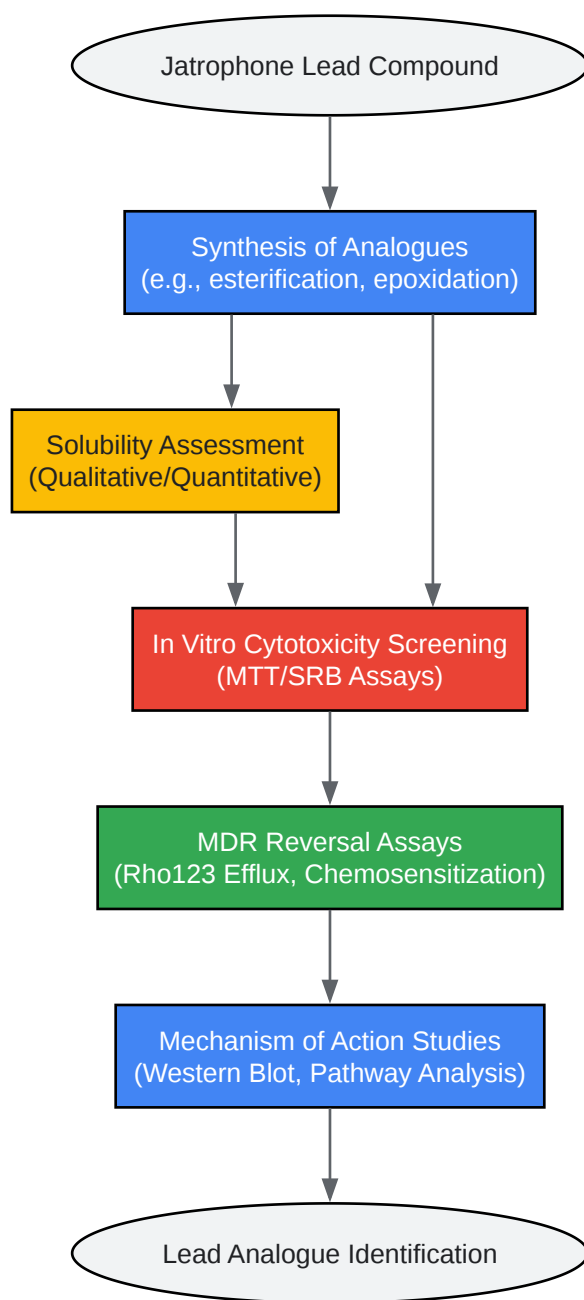 Jatrophone Lead Compound
Synthesis of Analogues
(e.g., esterification, epoxidation)
Solubility Assessment
(Qualitative/Quantitative)
In Vitro Cytotoxicity Screening
(MTT/SRB Assays)
MDR Reversal Assays
(Rho123 Efflux, Chemosensitization)
Mechanism of Action Studies
(Western Blot, Pathway Analysis)
Lead Analogue Identification